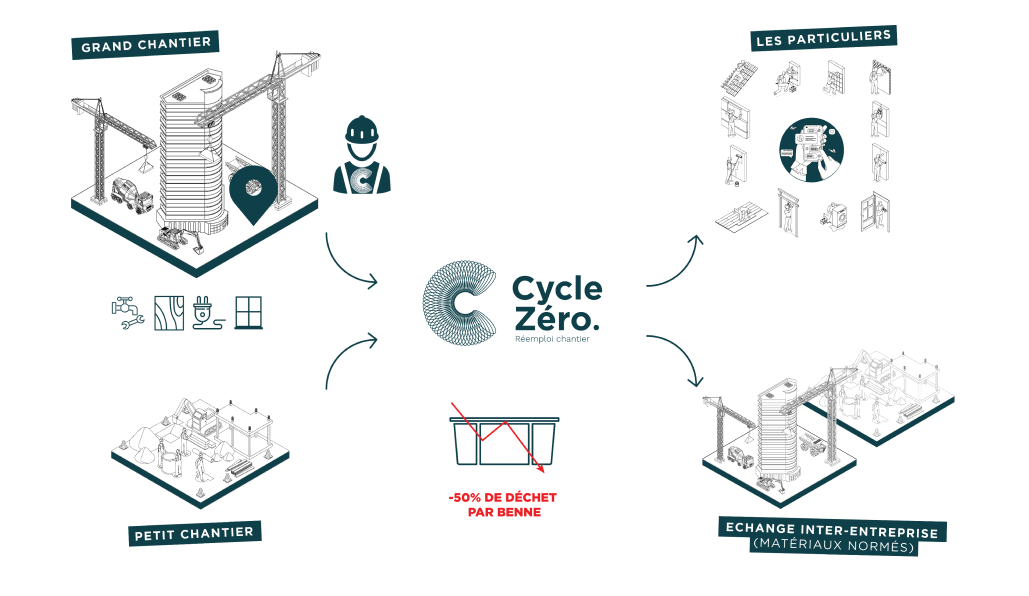 GRAND CHANTIER
LES PARTICULIERS
Cycle
Zéro.
Réemploi chantier
-50% DE DÉCHET
PAR BENNE
PETIT CHANTIER
ECHANGE INTER-ENTREPRISE
(MATÉRIAUX NORMÉS)